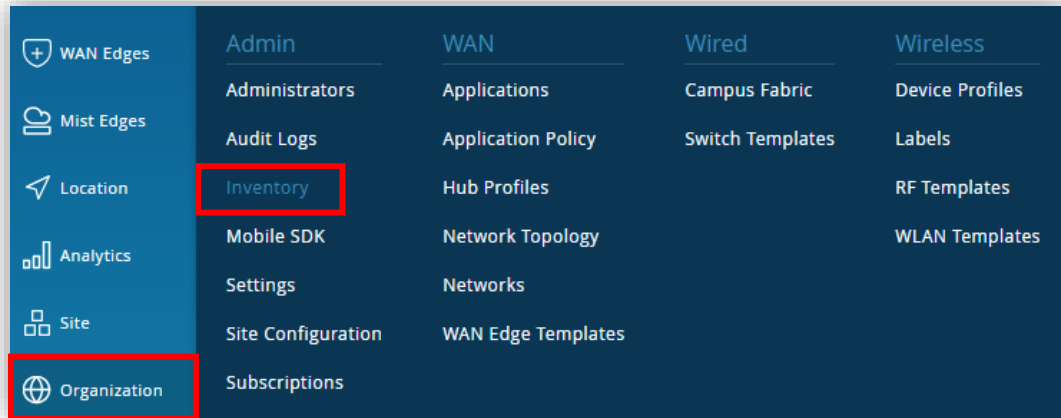 WAN Edges
Mist Edges
Location
Analytics
Site
Organization
Admin
Administrators
Audit Logs
Inventory
Mobile SDK
Settings
Site Configuration
Subscriptions
WAN
Applications
Application Policy
Hub Profiles
Network Topology
Networks
WAN Edge Templates
Wired
Campus Fabric
Switch Templates
Wireless
Device Profiles
Labels
RF Templates
WLAN Templates